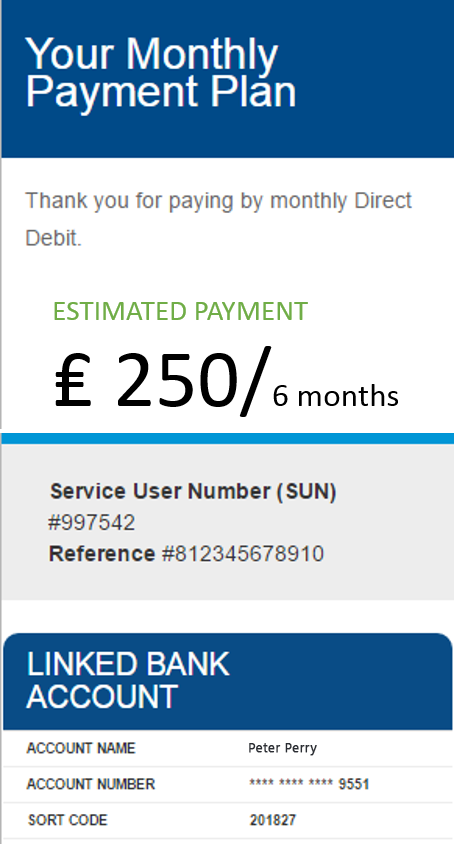 Your Monthly
Payment Plan
Thank you for paying by monthly Direct
Debit.
ESTIMATED PAYMENT
₤ 250/ 6 months
Service User Number (SUN)
#997542
Reference #812345678910
LINKED BANK
ACCOUNT
ACCOUNT NAME Peter Perry
ACCOUNT NUMBER **** **** **** 9551
SORT CODE 201827